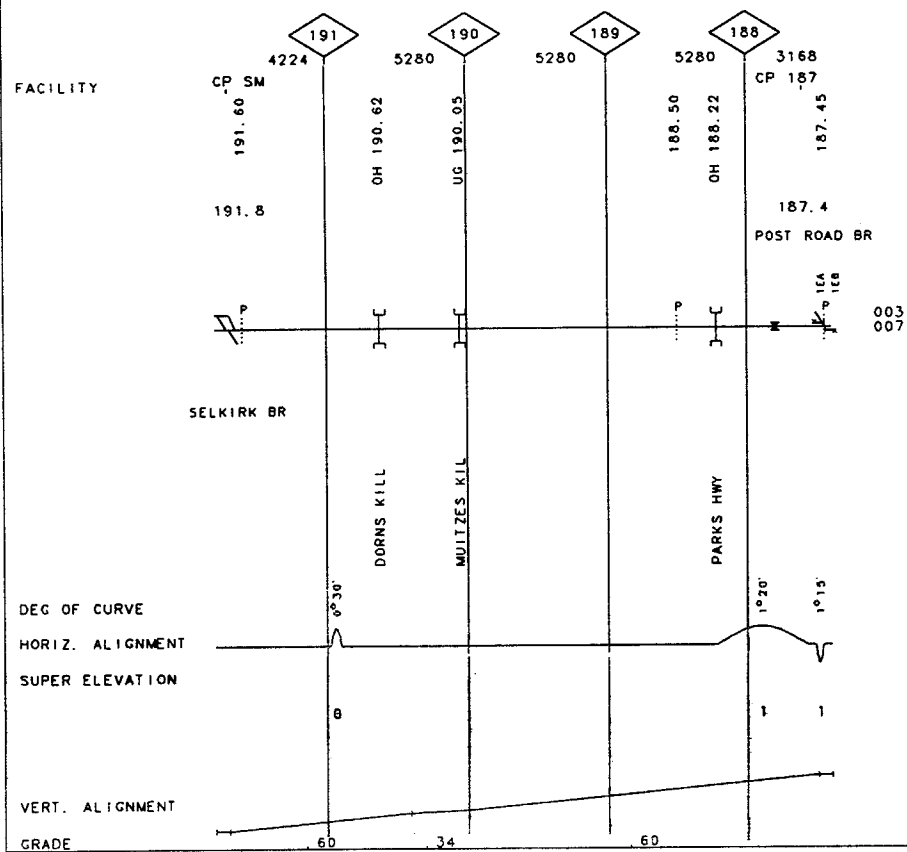 191 190 189 188
4224 5280 5280 5280 3168
FACILITY
CP SM
CP 187
191.60
OH 190.62
UG 190.05
188.50
OH 188.22
187.45
191.8
187.4
POST ROAD BR
1EA
1EB
P P P
003
007
SELKIRK BR
DORNS KILL
MUITZES KIL
PARKS HWY
DEG OF CURVE
0°30'
1°20'
1°15'
HORIZ. ALIGNMENT
SUPER ELEVATION
1 1
VERT. ALIGNMENT
GRADE
.60 .34 .60